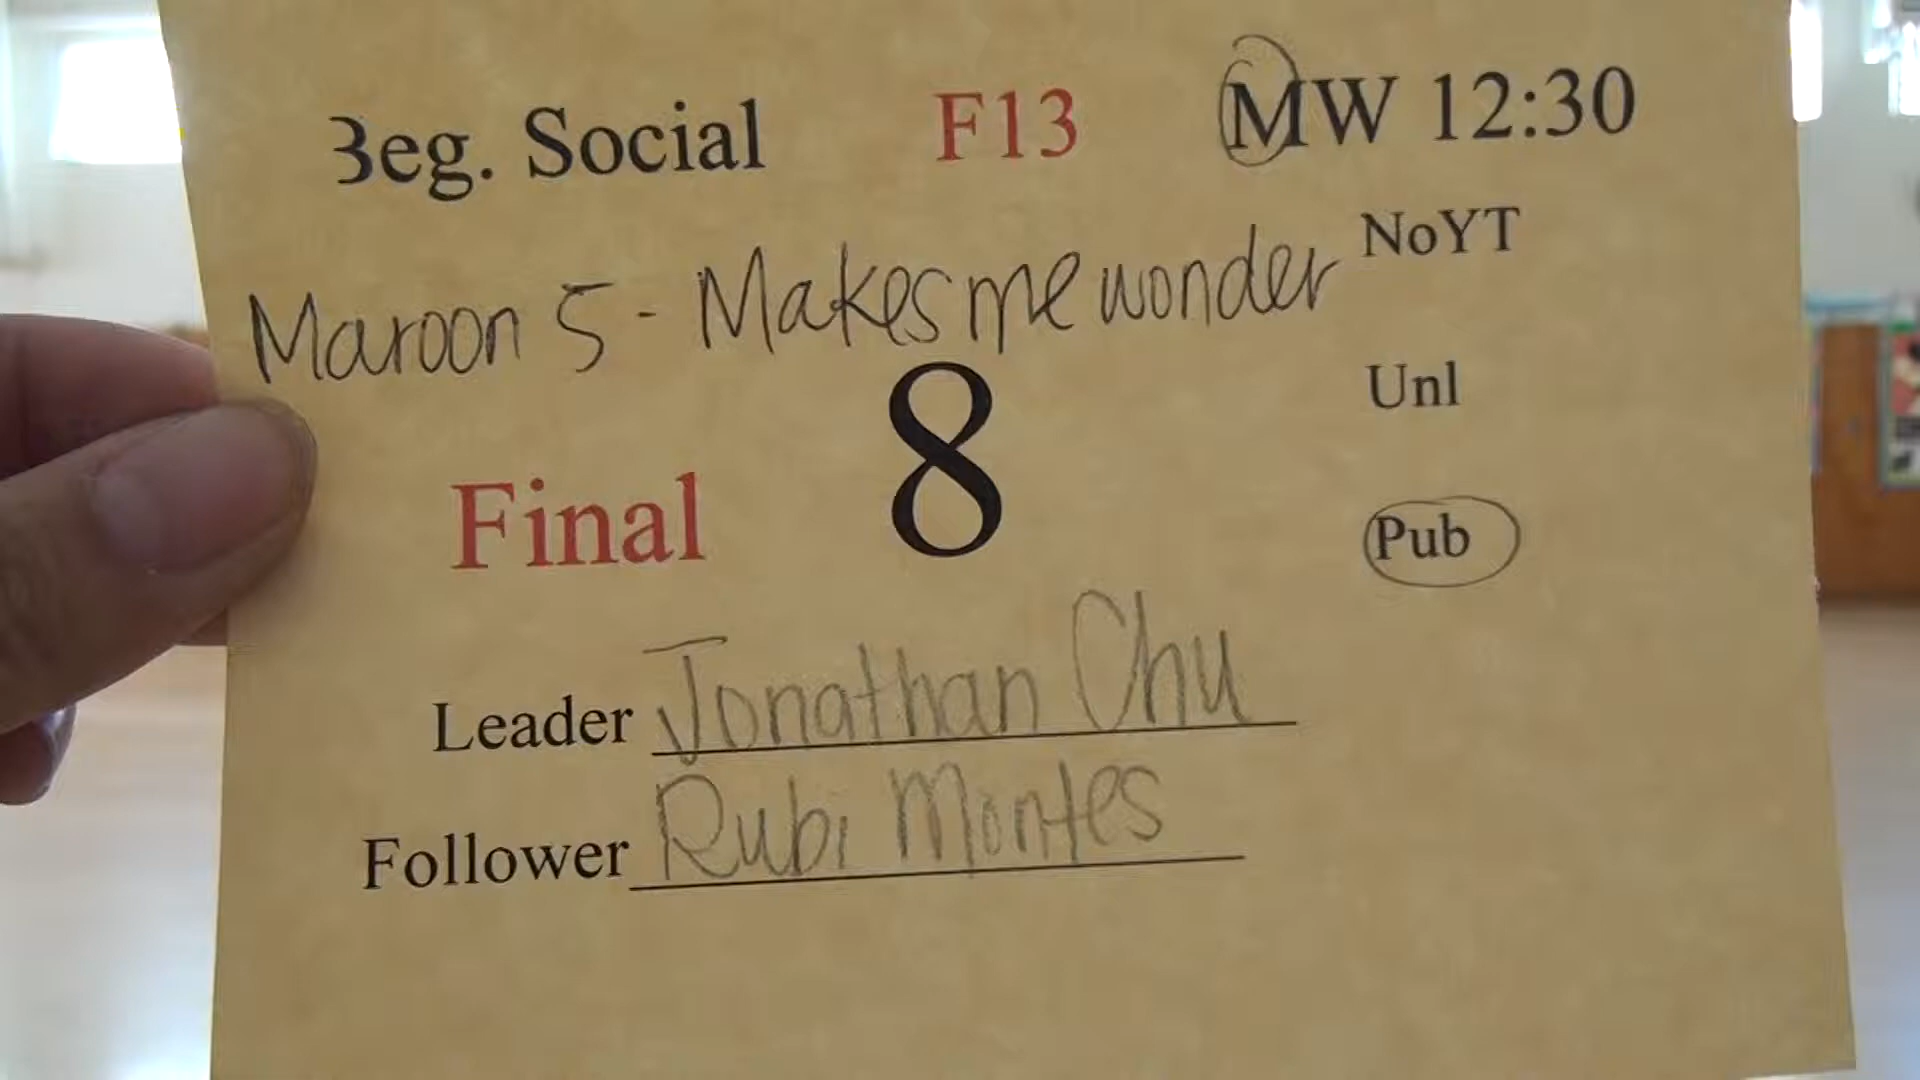 Beg. Social F13 MW 12:30
NoYT
Maroon 5 - Makes me wonder
Unl
Final 8 Pub
Leader Jonathan Chu
Follower Rubi Montes